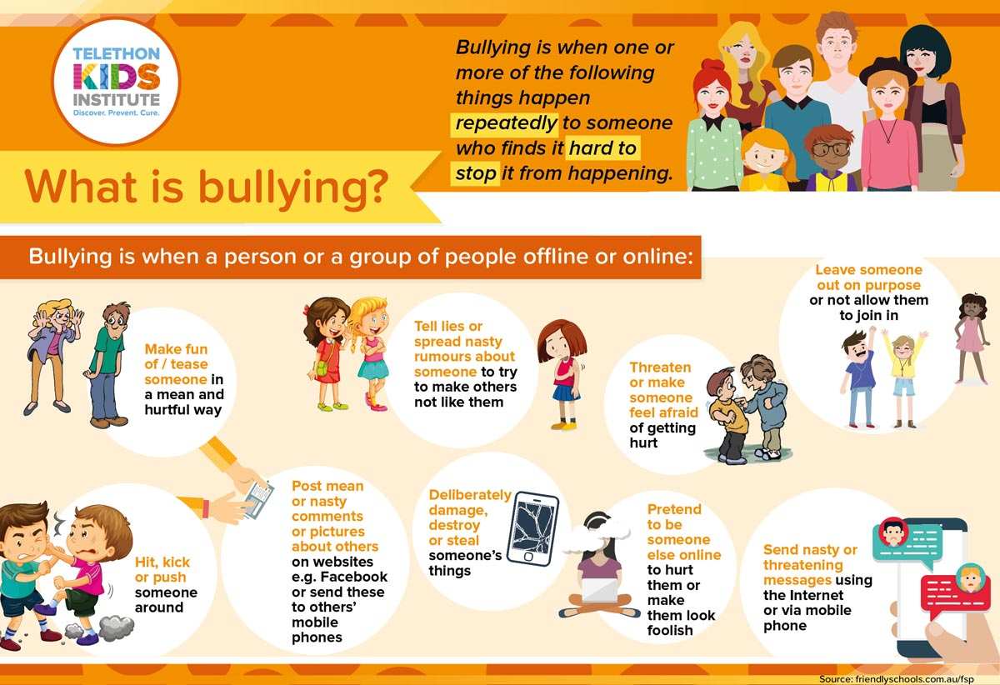 TELETHON
KIDS
INSTITUTE
Discover. Prevent. Cure.
Bullying is when one or
more of the following
things happen
repeatedly to someone
who finds it hard to
stop it from happening.
What is bullying?
Bullying is when a person or a group of people offline or online:
Make fun
of / tease
someone in
a mean and
hurtful way
Tell lies or
spread nasty
rumours about
someone to try
to make others
not like them
Threaten
or make
someone
feel afraid
of getting
hurt
Leave someone
out on purpose
or not allow them
to join in
Hit, kick
or push
someone
around
Post mean
or nasty
comments
or pictures
about others
on websites
e.g. Facebook
or send these
to others'
mobile
phones
Deliberately
damage,
destroy
or steal
someone's
things
Pretend
to be
someone
else online
to hurt
them or
make
them look
foolish
Send nasty or
threatening
messages using
the Internet
or via mobile
phone
Source: friendlyschools.com.au/fsp